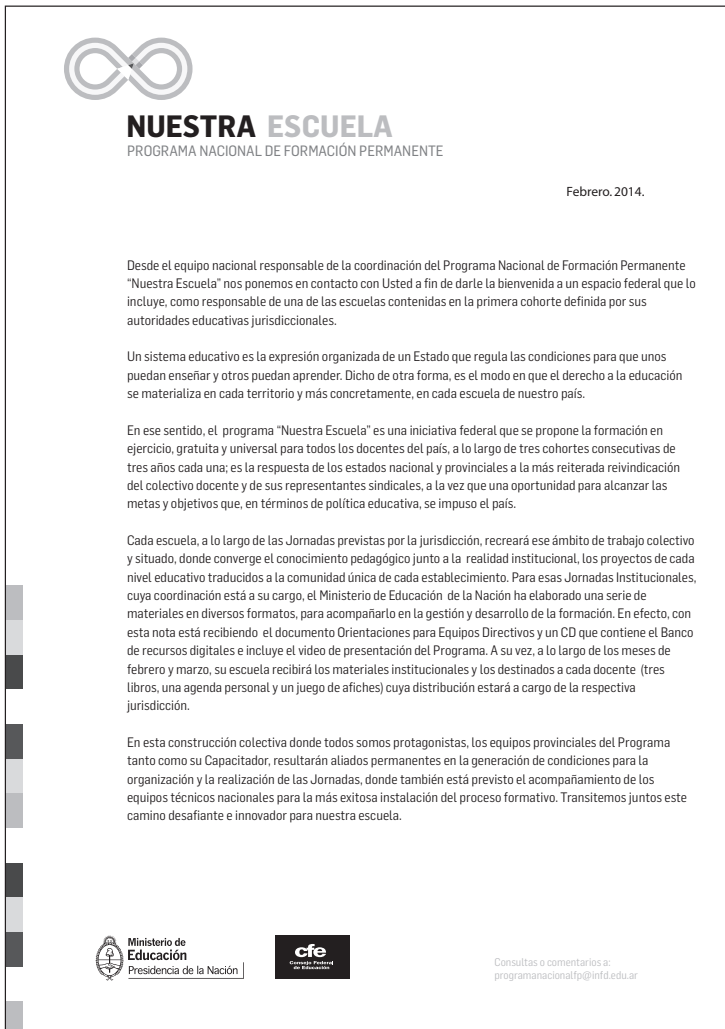 NUESTRA ESCUELA
PROGRAMA NACIONAL DE FORMACIÓN PERMANENTE
Febrero. 2014.
Desde el equipo nacional responsable de la coordinación del Programa Nacional de Formación Permanente
“Nuestra Escuela” nos ponemos en contacto con Usted a fin de darle la bienvenida a un espacio federal que lo
incluye, como responsable de una de las escuelas contenidas en la primera cohorte definida por sus
autoridades educativas jurisdiccionales.
Un sistema educativo es la expresión organizada de un Estado que regula las condiciones para que unos
puedan enseñar y otros puedan aprender. Dicho de otra forma, es el modo en que el derecho a la educación
se materializa en cada territorio y más concretamente, en cada escuela de nuestro país.
En ese sentido, el programa “Nuestra Escuela” es una iniciativa federal que se propone la formación en
ejercicio, gratuita y universal para todos los docentes del país, a lo largo de tres cohortes consecutivas de
tres años cada una; es la respuesta de los estados nacional y provinciales a la más reiterada reivindicación
del colectivo docente y de sus representantes sindicales, a la vez que una oportunidad para alcanzar las
metas y objetivos que, en términos de política educativa, se impuso el país.
Cada escuela, a lo largo de las Jornadas previstas por la jurisdicción, recreará ese ámbito de trabajo colectivo
y situado, donde converge el conocimiento pedagógico junto a la realidad institucional, los proyectos de cada
nivel educativo traducidos a la comunidad única de cada establecimiento. Para esas Jornadas Institucionales,
cuya coordinación está a su cargo, el Ministerio de Educación de la Nación ha elaborado una serie de
materiales en diversos formatos, para acompañarlo en la gestión y desarrollo de la formación. En efecto, con
esta nota está recibiendo el documento Orientaciones para Equipos Directivos y un CD que contiene el Banco
de recursos digitales e incluye el video de presentación del Programa. A su vez, a lo largo de los meses de
febrero y marzo, su escuela recibirá los materiales institucionales y los destinados a cada docente (tres
libros, una agenda personal y un juego de afiches) cuya distribución estará a cargo de la respectiva
jurisdicción.
En esta construcción colectiva donde todos somos protagonistas, los equipos provinciales del Programa
tanto como su Capacitador, resultarán aliados permanentes en la generación de condiciones para la
organización y la realización de las Jornadas, donde también está previsto el acompañamiento de los
equipos técnicos nacionales para la más exitosa instalación del proceso formativo. Transitemos juntos este
camino desafiante e innovador para nuestra escuela.
Ministerio de
Educación
Presidencia de la Nación
cfe
Consejo Federal
de Educación
Consultas o comentarios a:
programanacionalfp@infd.edu.ar